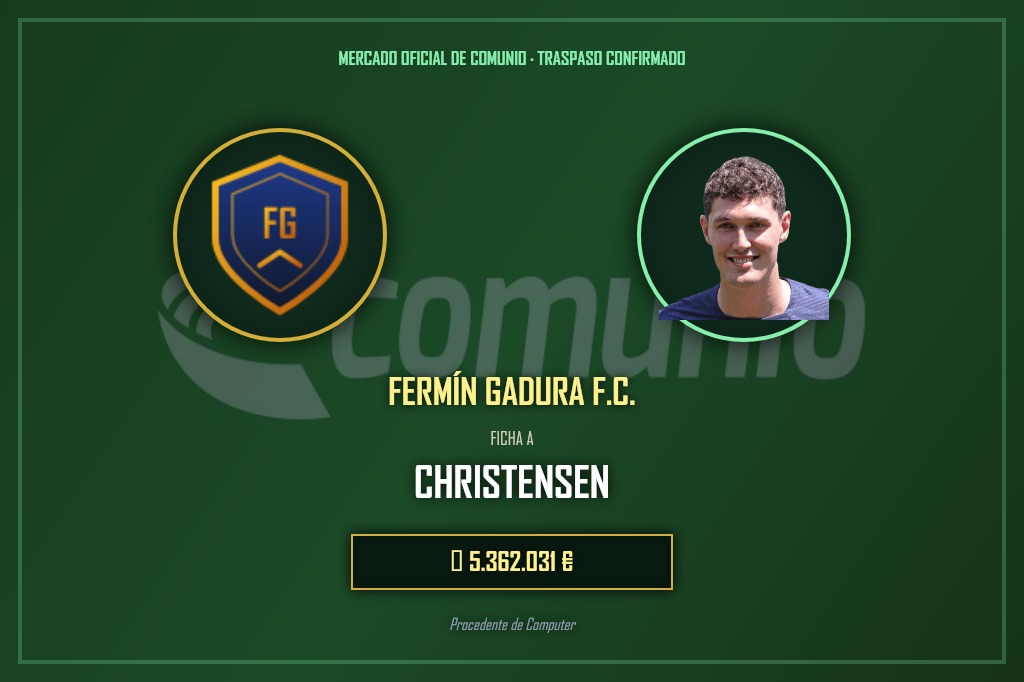 MERCADO OFICIAL DE COMUNIO · TRASPASO CONFIRMADO
FG
comunio
FERMÍN GADURA F.C.
FICHA A
CHRISTENSEN
5.362.031 €
Procedente de Computer